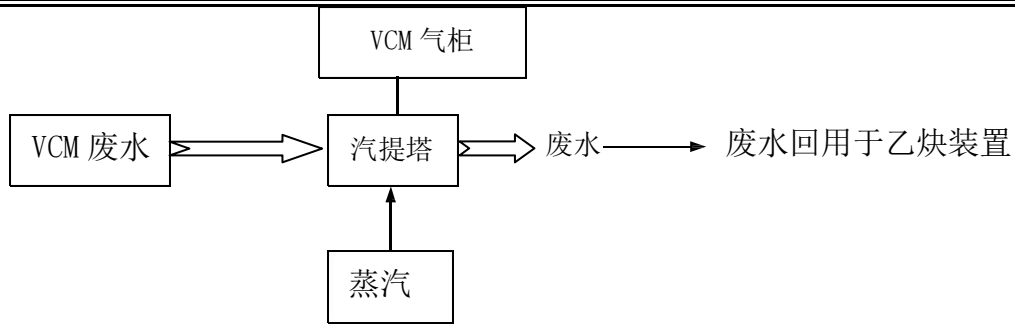 VCM 气柜
VCM 废水
汽提塔
废水
废水回用于乙炔装置
蒸汽